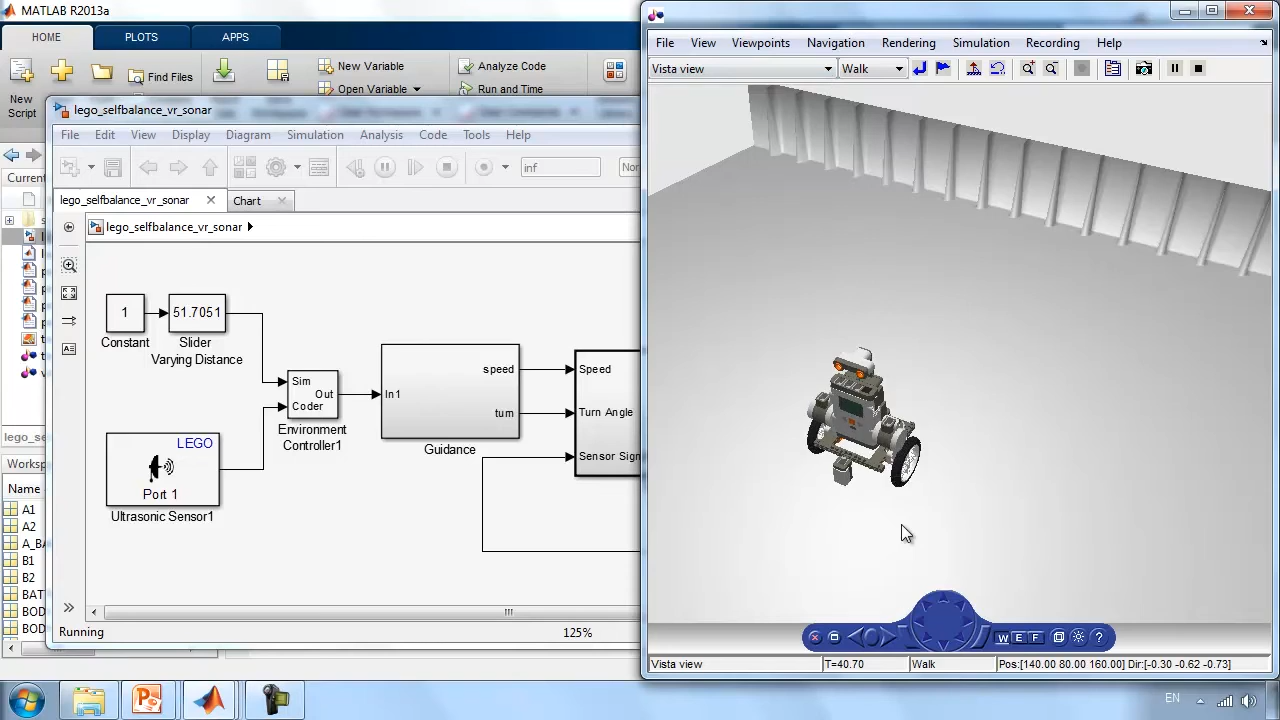 MATLAB R2013a
HOME
PLOTS
APPS
New
Script
Find Files
New Variable
Open Variable
Analyze Code
Run and Time
Curren
lego_se
Worksp
Name
A1
A2
A_BA
B1
B2
BAT
BOD
BOD
lego_selfbalance_vr_sonar
File Edit View Display Diagram Simulation Analysis Code Tools Help
inf
Nor
lego_selfbalance_vr_sonar
Chart
lego_selfbalance_vr_sonar
1
Constant
51.7051
Slider
Varying Distance
Sim
Out
Coder
Environment
Controller1
LEGO
Port 1
Ultrasonic Sensor1
In1
speed
turn
Guidance
Speed
Turn Angle
Sensor Sign
Running
125%
File View Viewpoints Navigation Rendering Simulation Recording Help
Vista view
Walk
W E F
?
Vista view
T=40.70
Walk
Pos:[140.00 80.00 160.00] Dir:[-0.30 -0.62 -0.73]
EN